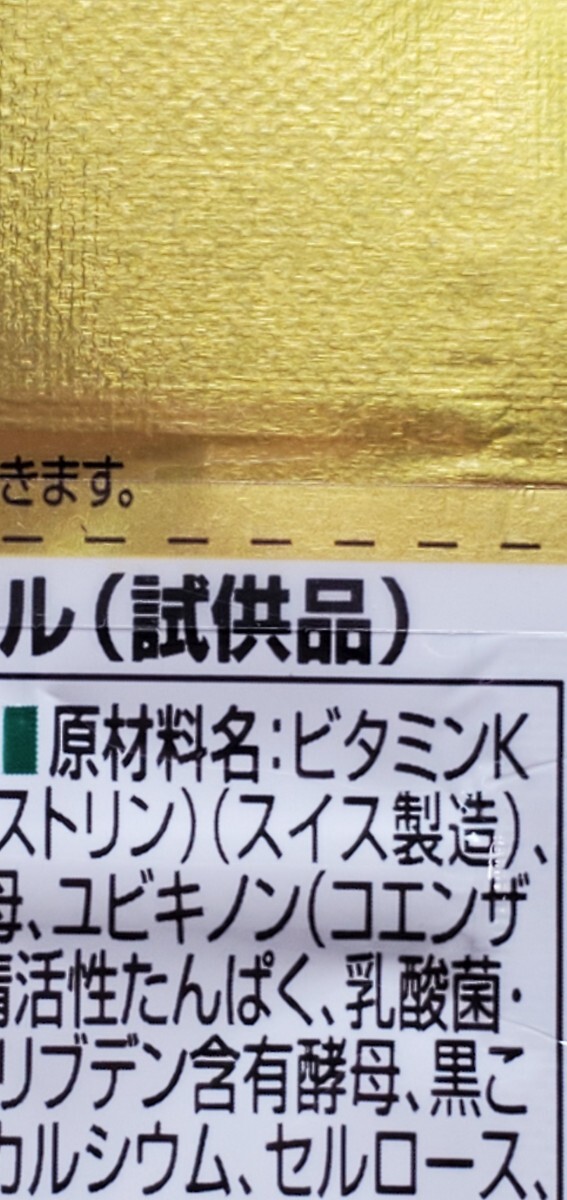 きます。
ル(試供品)
原材料名:ビタミンK
ストリン)(スイス製造)、
母、ユビキノン(コエンザ
清活性たんぱく、乳酸菌・
リブデン含有酵母、黒こ
カルシウム、セルロース、